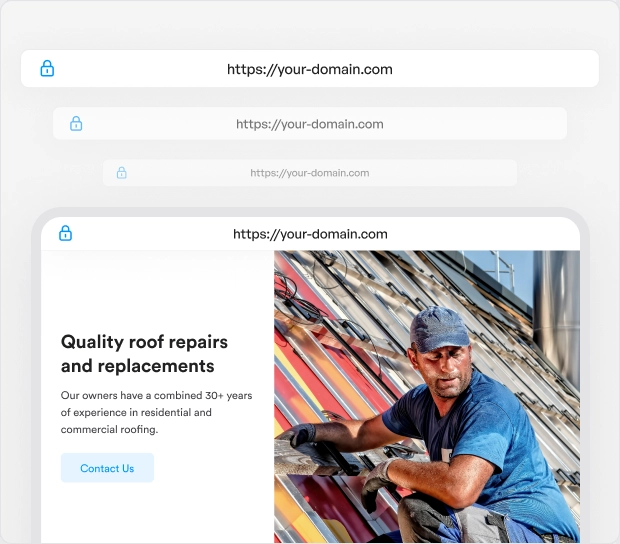 https://your-domain.com
https://your-domain.com
https://your-domain.com
https://your-domain.com
Quality roof repairs
and replacements
Our owners have a combined 30+ years
of experience in residential and
commercial roofing.
Contact Us